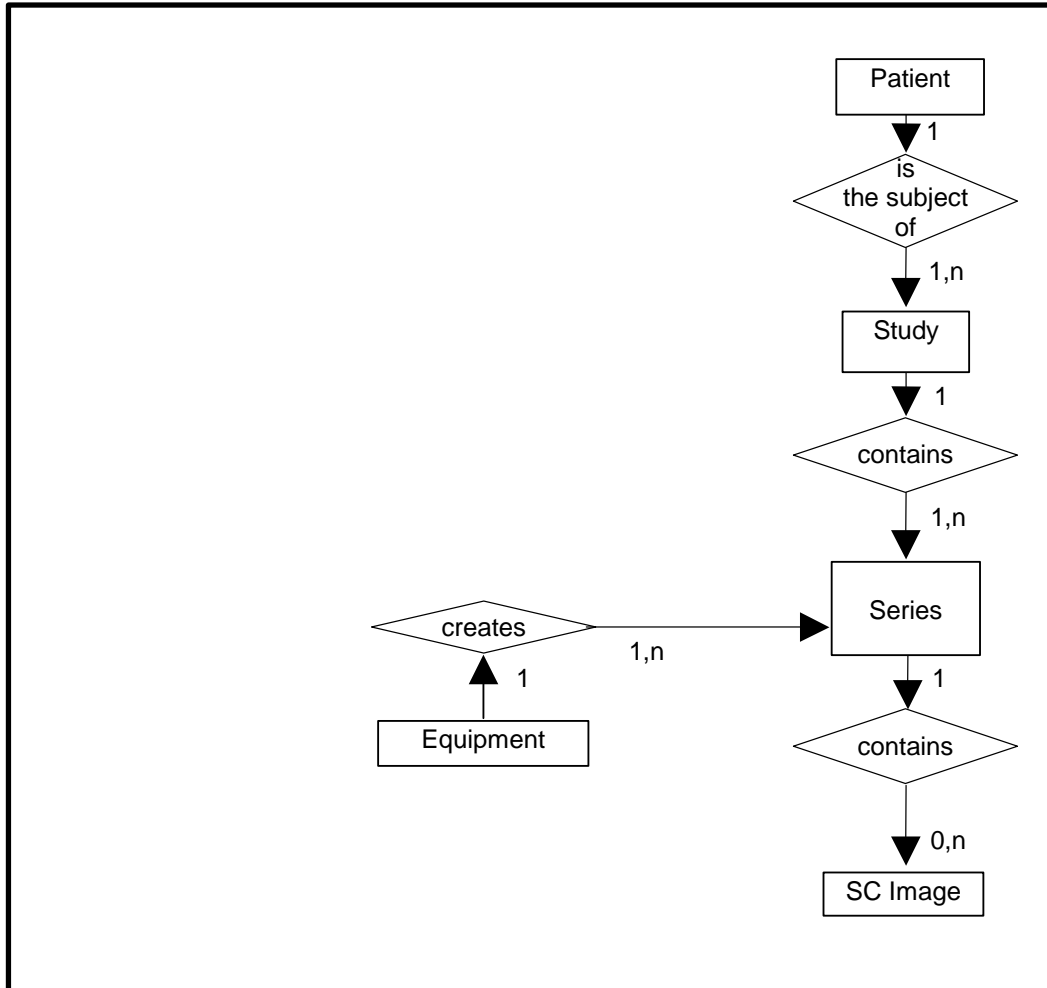 Patient
1
is
the subject
of
1,n
Study
1
contains
1,n
Series
creates
1,n
1
Equipment
1
contains
0,n
SC Image